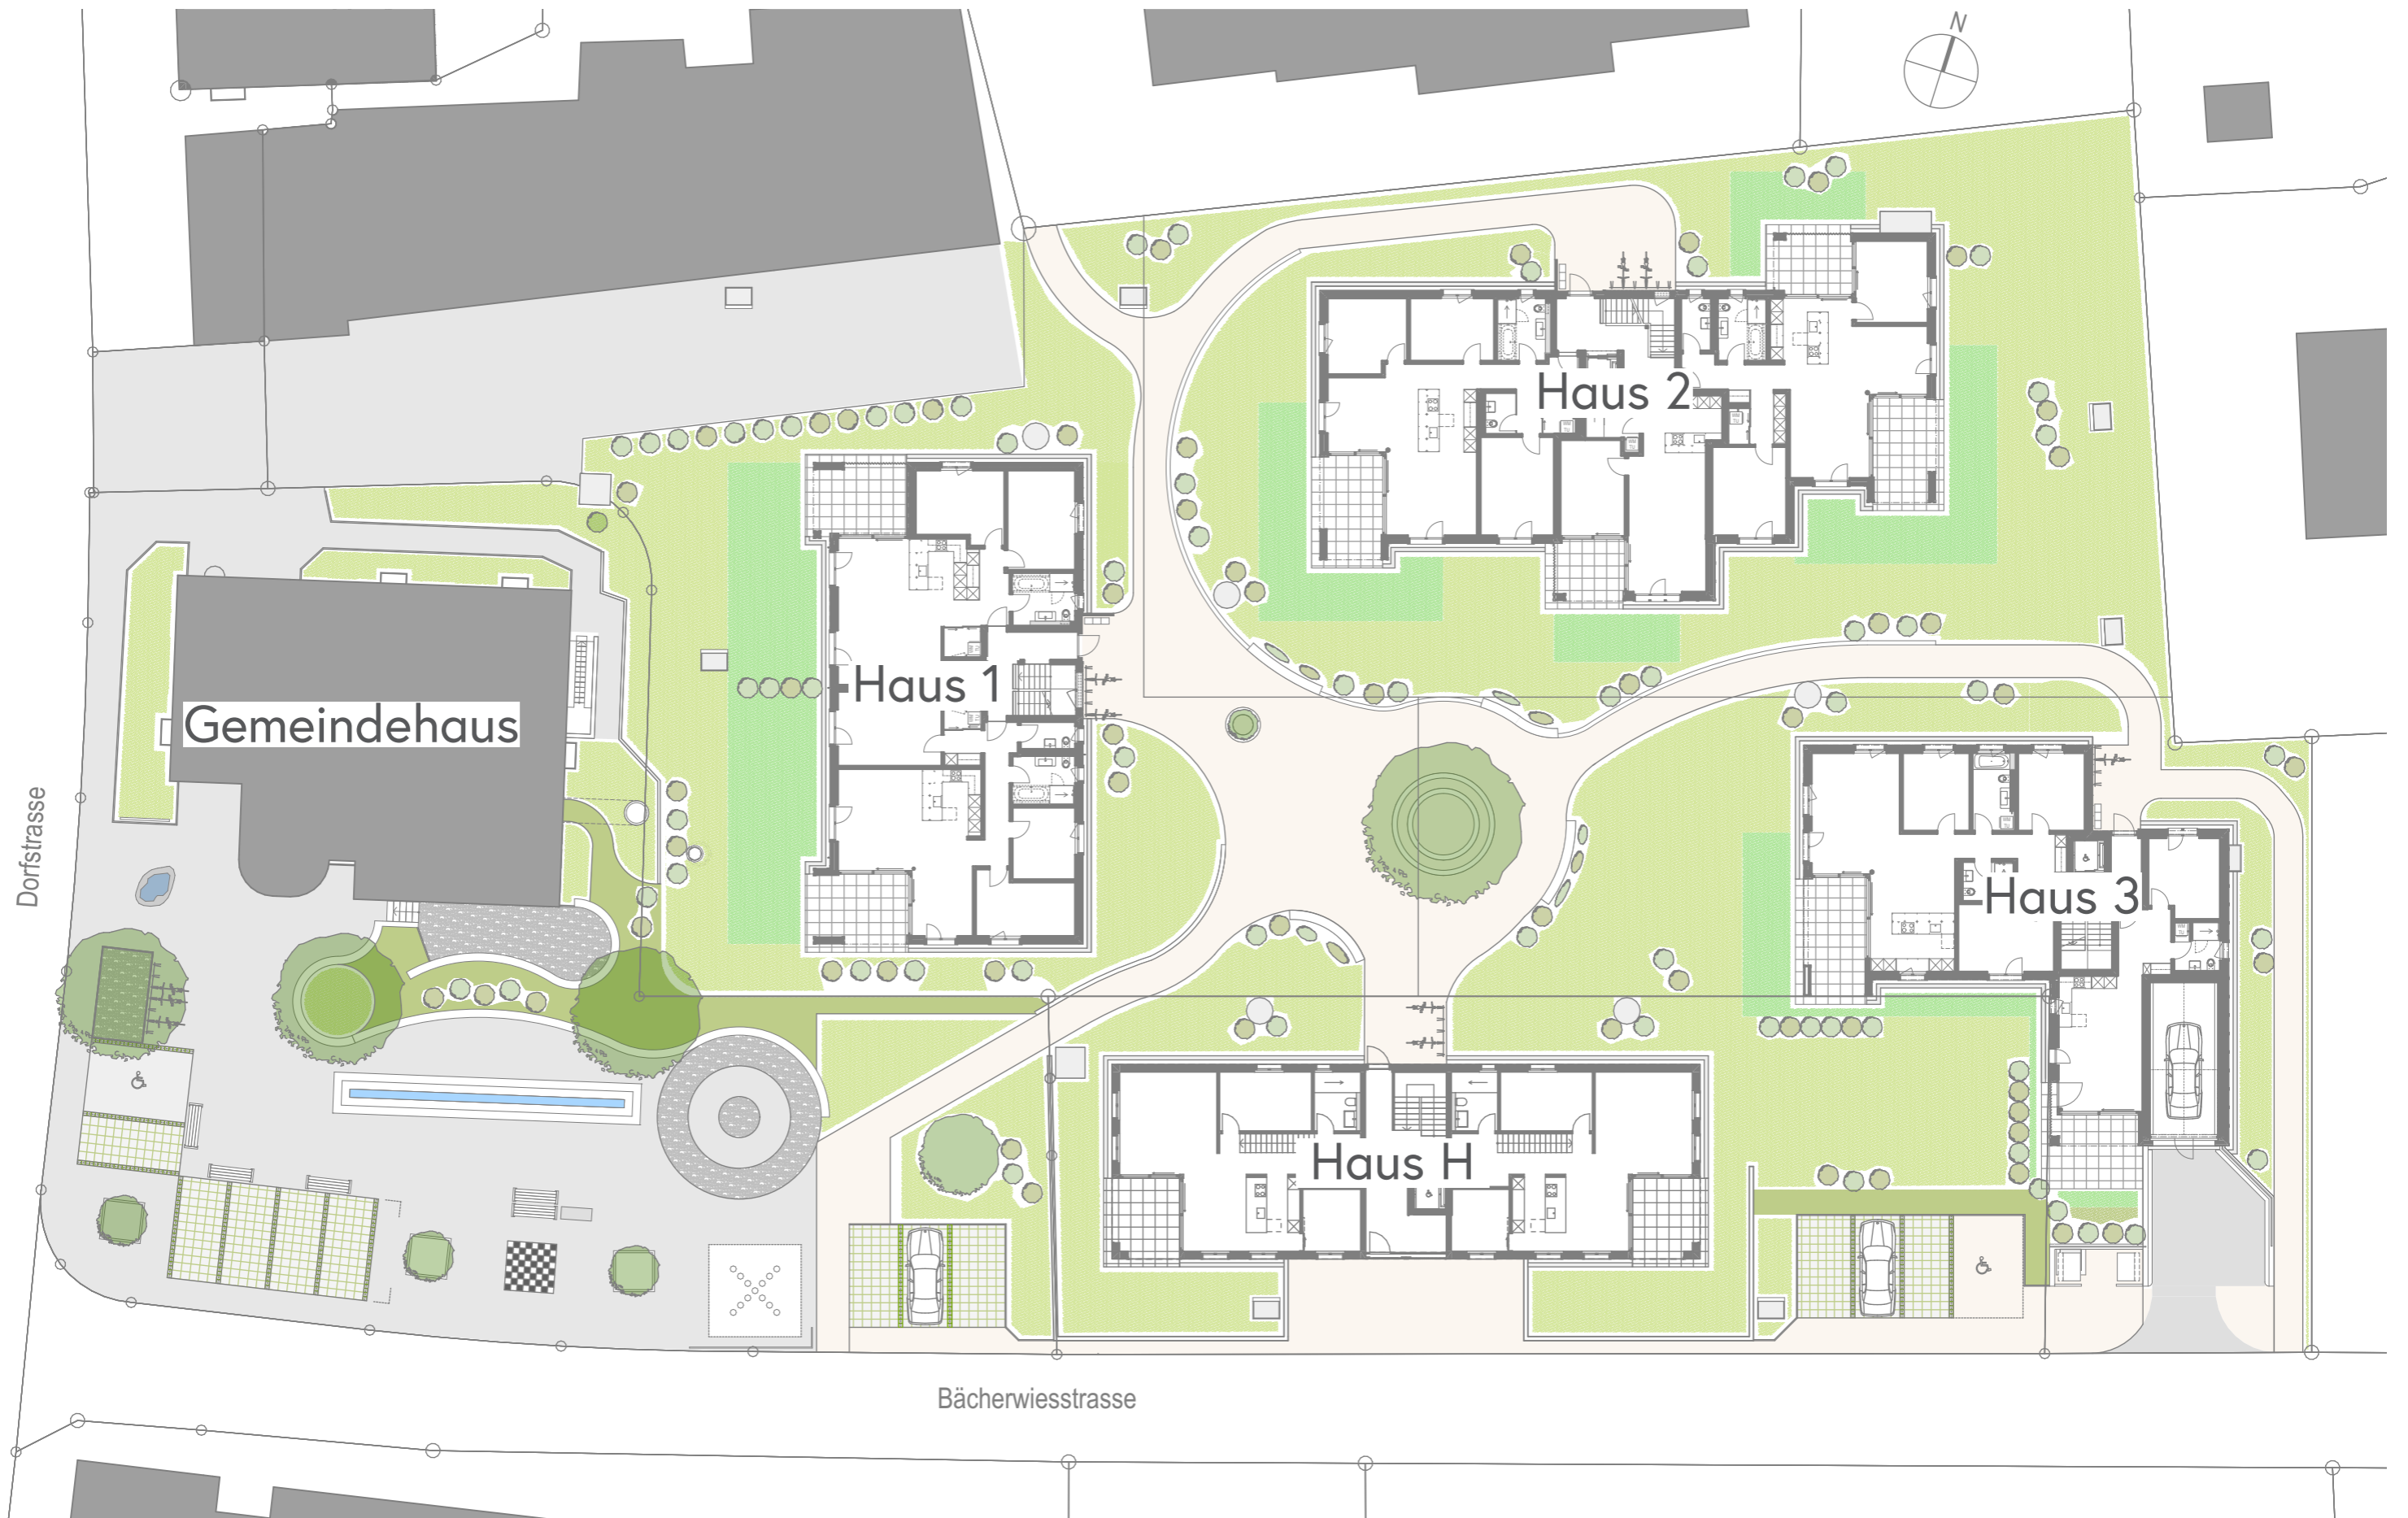 N
Haus 2
Haus 1
Gemeindehaus
Dorfstrasse
Haus 3
Haus H
Bächerwiesstrasse